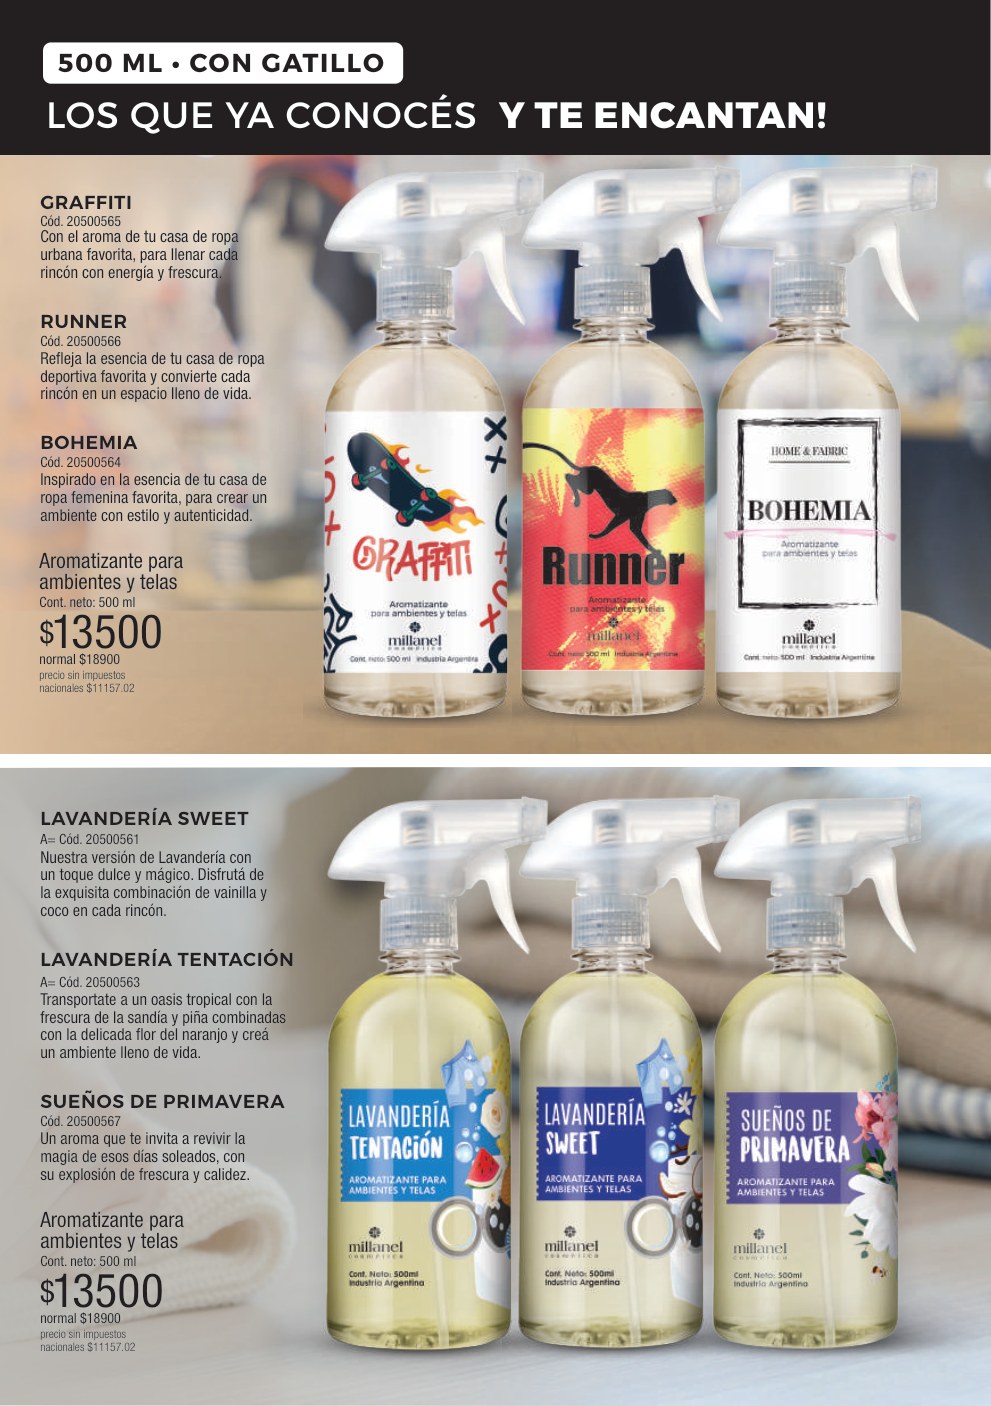 500 ML • CON GATILLO
LOS QUE YA CONOCÉS Y TE ENCANTAN!
GRAFFITI
Cód. 20500565
Con el aroma de tu casa de ropa
urbana favorita, para llenar cada
rincón con energía y frescura.
RUNNER
Cód. 20500566
Refleja la esencia de tu casa de ropa
deportiva favorita y convierte cada
rincón en un espacio lleno de vida.
BOHEMIA
Cód. 20500564
Inspirado en la esencia de tu casa de
ropa femenina favorita, para crear un
ambiente con estilo y autenticidad.
Aromatizante para
ambientes y telas
Cont. neto: 500 ml
$13500
normal $18900
precio sin impuestos
nacionales $11157.02
GRAFFITI
Aromatizante
para ambientes y telas
millanel
cosmética
Cont. neto: 500 ml Industria Argentina
Runner
Aromatizante
para ambientes y telas
millanel
Cont. neto: 500 ml Industria Argentina
HOME & FABRIC
BOHEMIA
Aromatizante
para ambientes y telas
millanel
cosmética
Cont. neto: 500 ml Industria Argentina
LAVANDERÍA SWEET
A= Cód. 20500561
Nuestra versión de Lavandería con
un toque dulce y mágico. Disfrutá de
la exquisita combinación de vainilla y
coco en cada rincón.
LAVANDERÍA TENTACIÓN
A= Cód. 20500563
Transportate a un oasis tropical con la
frescura de la sandía y piña combinadas
con la delicada flor del naranjo y creá
un ambiente lleno de vida.
SUEÑOS DE PRIMAVERA
Cód. 20500567
Un aroma que te invita a revivir la
magia de esos días soleados, con
su explosión de frescura y calidez.
Aromatizante para
ambientes y telas
Cont. neto: 500 ml
$13500
normal $18900
precio sin impuestos
nacionales $11157.02
LAVANDERÍA
TENTACIÓN
AROMATIZANTE PARA
AMBIENTES Y TELAS
millanel
cosmética
Cont. Neto: 500ml
Industria Argentina
LAVANDERÍA
SWEET
AROMATIZANTE PARA
AMBIENTES Y TELAS
millanel
cosmética
Cont. Neto: 500ml
Industria Argentina
SUEÑOS DE
PRIMAVERA
AROMATIZANTE PARA
AMBIENTES Y TELAS
millanel
cosmética
Cont. Neto: 500ml
Industria Argentina